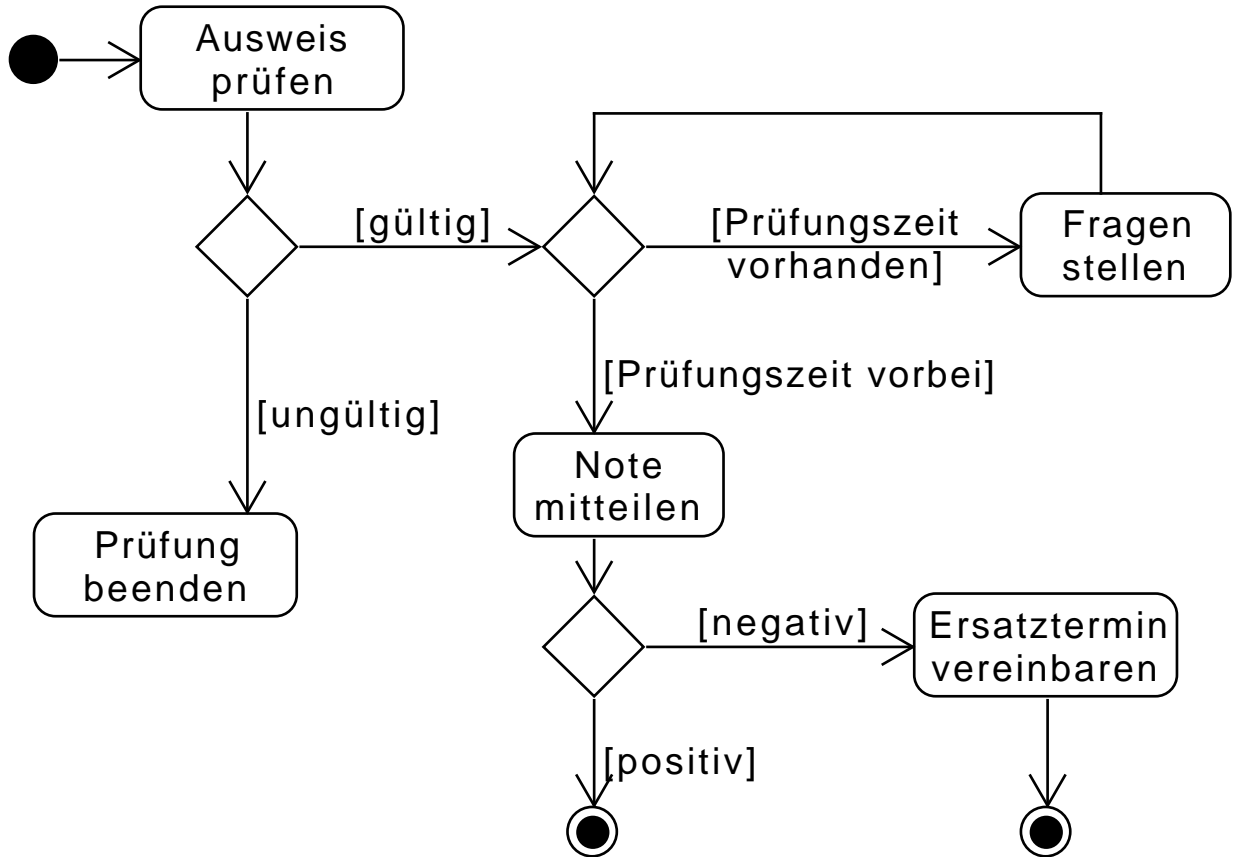 Ausweis
prüfen
[gültig]
[Prüfungszeit
vorhanden]
Fragen
stellen
[ungültig]
[Prüfungszeit vorbei]
Prüfung
beenden
Note
mitteilen
[negativ]
Ersatztermin
vereinbaren
[positiv]